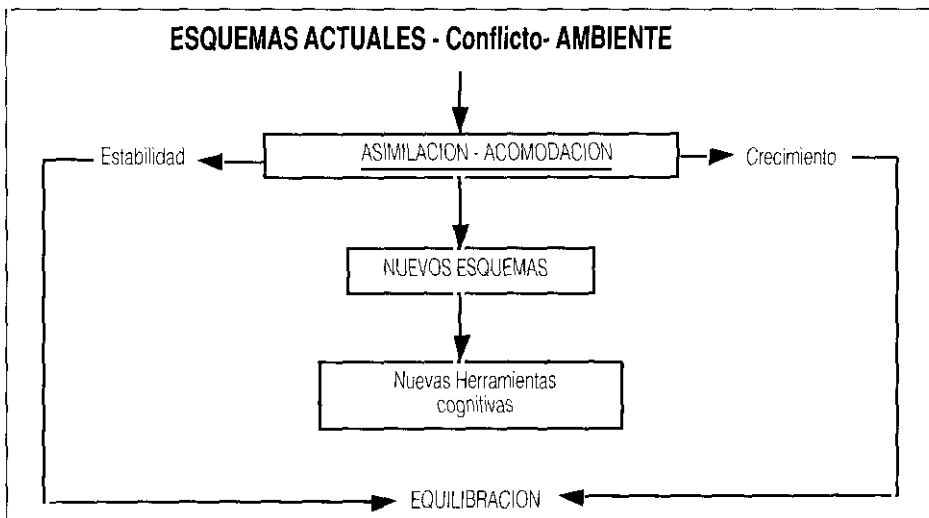 ESQUEMAS ACTUALES - Conflicto- AMBIENTE
Estabilidad
ASIMILACION - ACOMODACION
Crecimiento
NUEVOS ESQUEMAS
Nuevas Herramientas
cognitivas
EQUILIBRACION